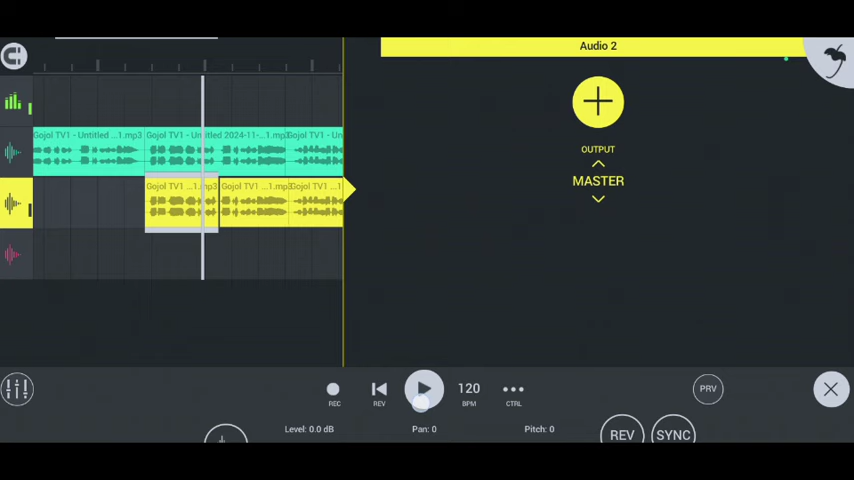 Audio 2
Gojol TV1 - Untitled ...1.mp3
Gojol TV1 - Untitled 2024-11-...1.mp3
Gojol TV1 - Un
OUTPUT
MASTER
Gojol TV1 ...1.mp3
Gojol TV1 ...1.mp3
Gojol TV1 ...1
120
PRV
REC
REV
BPM
CTRL
Level: 0.0 dB
Pan: 0
Pitch: 0
REV
SYNC